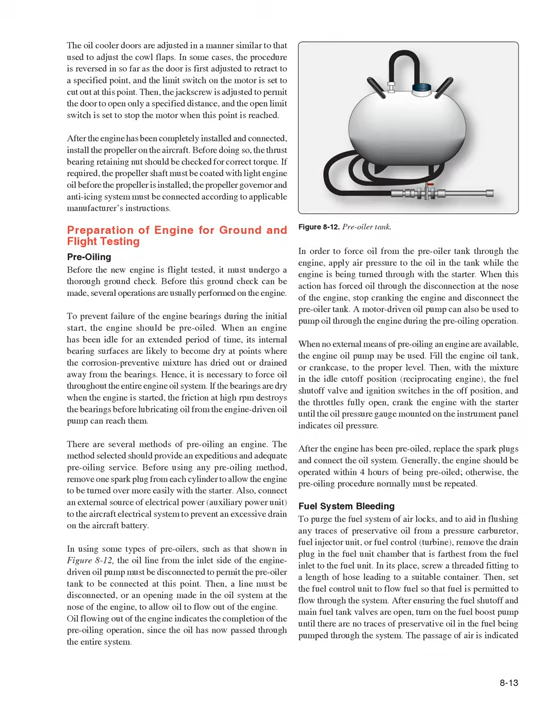 The oil cooler doors are adjusted in a manner similar to that
used to adjust the cowl flaps. In some cases, the procedure
is reversed in so far as the door is first adjusted to retract to
a specified point, and the limit switch on the motor is set to
cut out at this point. Then, the jackscrew is adjusted to permit
the door to open only a specified distance, and the open limit
switch is set to stop the motor when this point is reached.
After the engine has been completely installed and connected,
install the propeller on the aircraft. Before doing so, the thrust
bearing retaining nut should be checked for correct torque. If
required, the propeller shaft must be coated with light engine
oil before the propeller is installed; the propeller governor and
anti-icing system must be connected according to applicable
manufacturer's instructions.
Preparation of Engine for Ground and
Flight Testing
Pre-Oiling
Before the new engine is flight tested, it must undergo a
thorough ground check. Before this ground check can be
made, several operations are usually performed on the engine.
To prevent failure of the engine bearings during the initial
start, the engine should be pre-oiled. When an engine
has been idle for an extended period of time, its internal
bearing surfaces are likely to become dry at points where
the corrosion-preventive mixture has dried out or drained
away from the bearings. Hence, it is necessary to force oil
throughout the entire engine oil system. If the bearings are dry
when the engine is started, the friction at high rpm destroys
the bearings before lubricating oil from the engine-driven oil
pump can reach them.
There are several methods of pre-oiling an engine. The
method selected should provide an expeditious and adequate
pre-oiling service. Before using any pre-oiling method,
remove one spark plug from each cylinder to allow the engine
to be turned over more easily with the starter. Also, connect
an external source of electrical power (auxiliary power unit)
to the aircraft electrical system to prevent an excessive drain
on the aircraft battery.
In using some types of pre-oilers, such as that shown in
Figure 8-12, the oil line from the inlet side of the engine-
driven oil pump must be disconnected to permit the pre-oiler
tank to be connected at this point. Then, a line must be
disconnected, or an opening made in the oil system at the
nose of the engine, to allow oil to flow out of the engine.
Oil flowing out of the engine indicates the completion of the
pre-oiling operation, since the oil has now passed through
the entire system.
Figure 8-12. Pre-oiler tank.
In order to force oil from the pre-oiler tank through the
engine, apply air pressure to the oil in the tank while the
engine is being turned through with the starter. When this
action has forced oil through the disconnection at the nose
of the engine, stop cranking the engine and disconnect the
pre-oiler tank. A motor-driven oil pump can also be used to
pump oil through the engine during the pre-oiling operation.
When no external means of pre-oiling an engine are available,
the engine oil pump may be used. Fill the engine oil tank,
or crankcase, to the proper level. Then, with the mixture
in the idle cutoff position (reciprocating engine), the fuel
shutoff valve and ignition switches in the off position, and
the throttles fully open, crank the engine with the starter
until the oil pressure gauge mounted on the instrument panel
indicates oil pressure.
After the engine has been pre-oiled, replace the spark plugs
and connect the oil system. Generally, the engine should be
operated within 4 hours of being pre-oiled; otherwise, the
pre-oiling procedure normally must be repeated.
Fuel System Bleeding
To purge the fuel system of air locks, and to aid in flushing
any traces of preservative oil from a pressure carburetor,
fuel injector unit, or fuel control (turbine), remove the drain
plug in the fuel unit chamber that is farthest from the fuel
inlet to the fuel unit. In its place, screw a threaded fitting to
a length of hose leading to a suitable container. Then, set
the fuel control unit to flow fuel so that fuel is permitted to
flow through the system. After ensuring the fuel shutoff and
main fuel tank valves are open, turn on the fuel boost pump
until there are no traces of preservative oil in the fuel being
pumped through the system. The passage of air is indicated
8-13